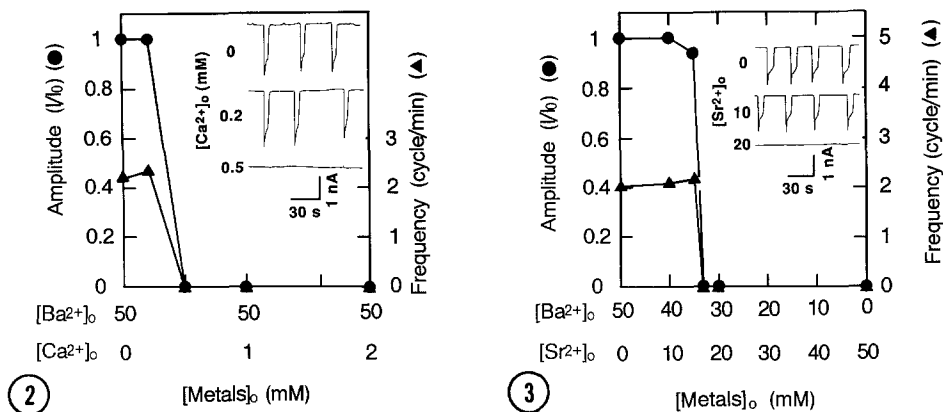 Amplitude (I/I₀) (●)
1
0.8
0.6
0.4
0.2
0
[Ca2+]o (mM)
0
0.2
0.5
30 s
1 nA
3
2
1
0
Frequency (cycle/min) (▲)
[Ba2+]o 50 50 50
[Ca2+]o 0 1 2
[Metals]o (mM)
2
Amplitude (I/I₀) (●)
1
0.8
0.6
0.4
0.2
0
[Sr2+]o
0
10
20
30 s
1 nA
5
4
3
2
1
0
Frequency (cycle/min) (▲)
[Ba2+]o 50 40 30 20 10 0
[Sr2+]o 0 10 20 30 40 50
[Metals]o (mM)
3